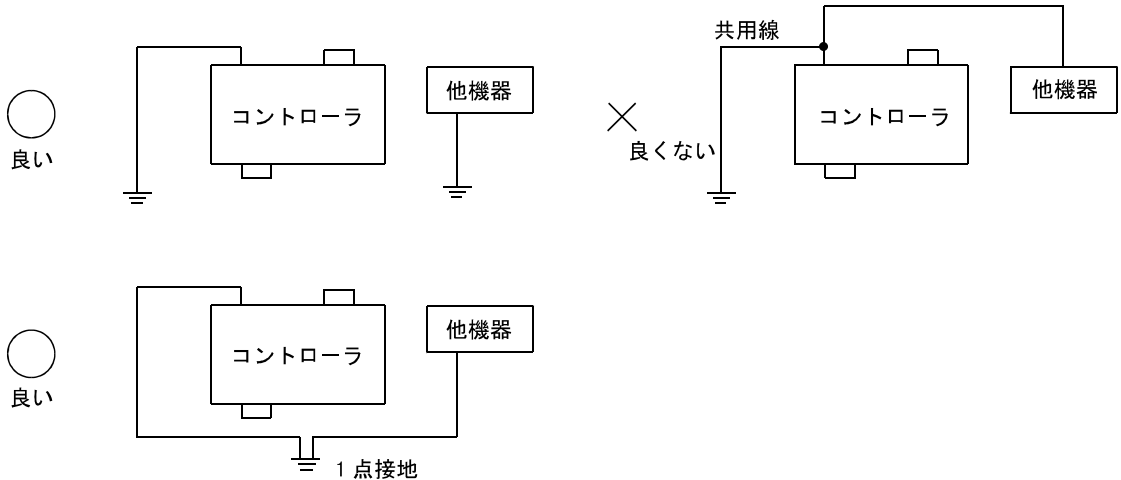 コントローラ
他機器
良い
共用線
コントローラ
他機器
良くない
コントローラ
他機器
良い
1点接地